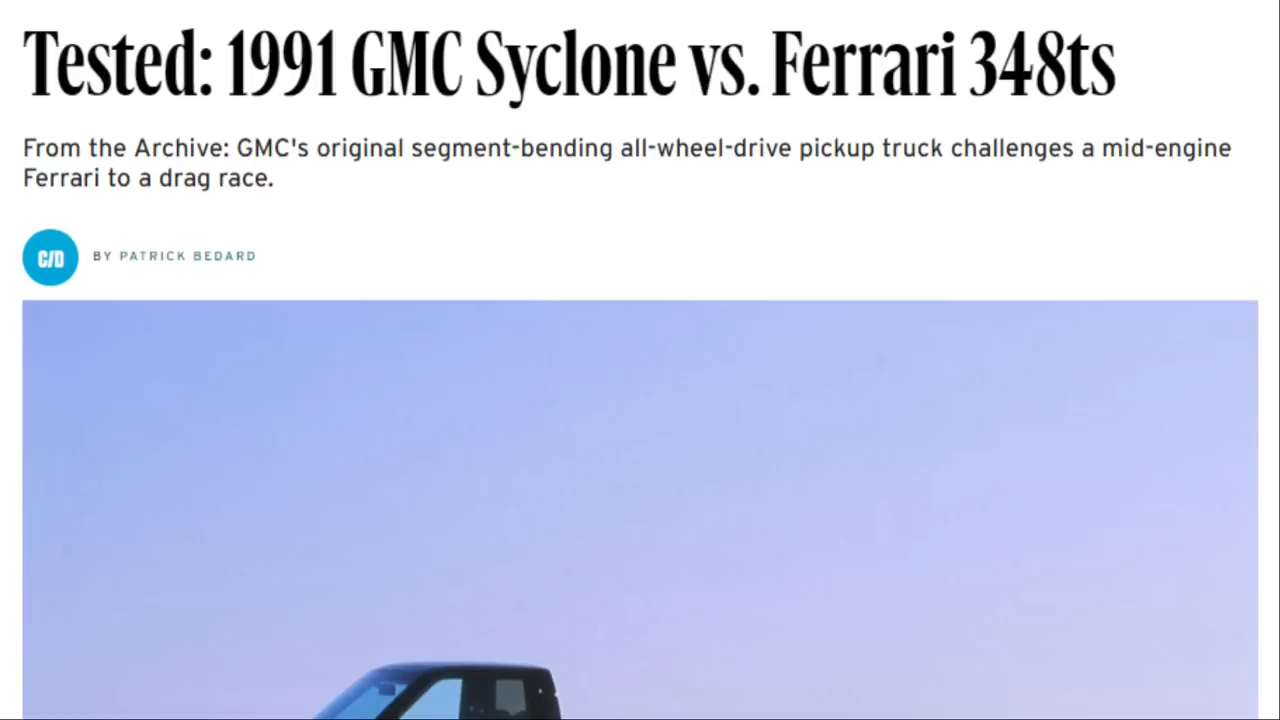 Tested: 1991 GMC Syclone vs. Ferrari 348ts
From the Archive: GMC's original segment-bending all-wheel-drive pickup truck challenges a mid-engine
Ferrari to a drag race.
C/D
BY PATRICK BEDARD